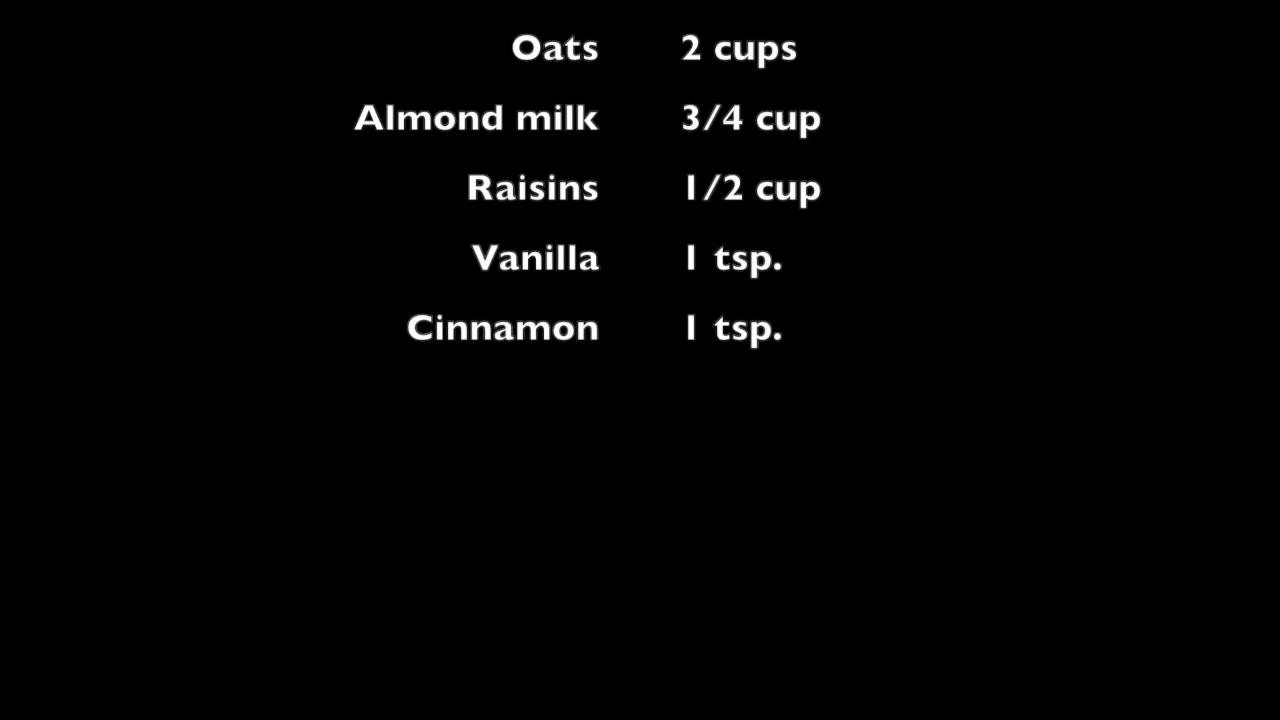 Oats 2 cups
Almond milk 3/4 cup
Raisins 1/2 cup
Vanilla 1 tsp.
Cinnamon 1 tsp.